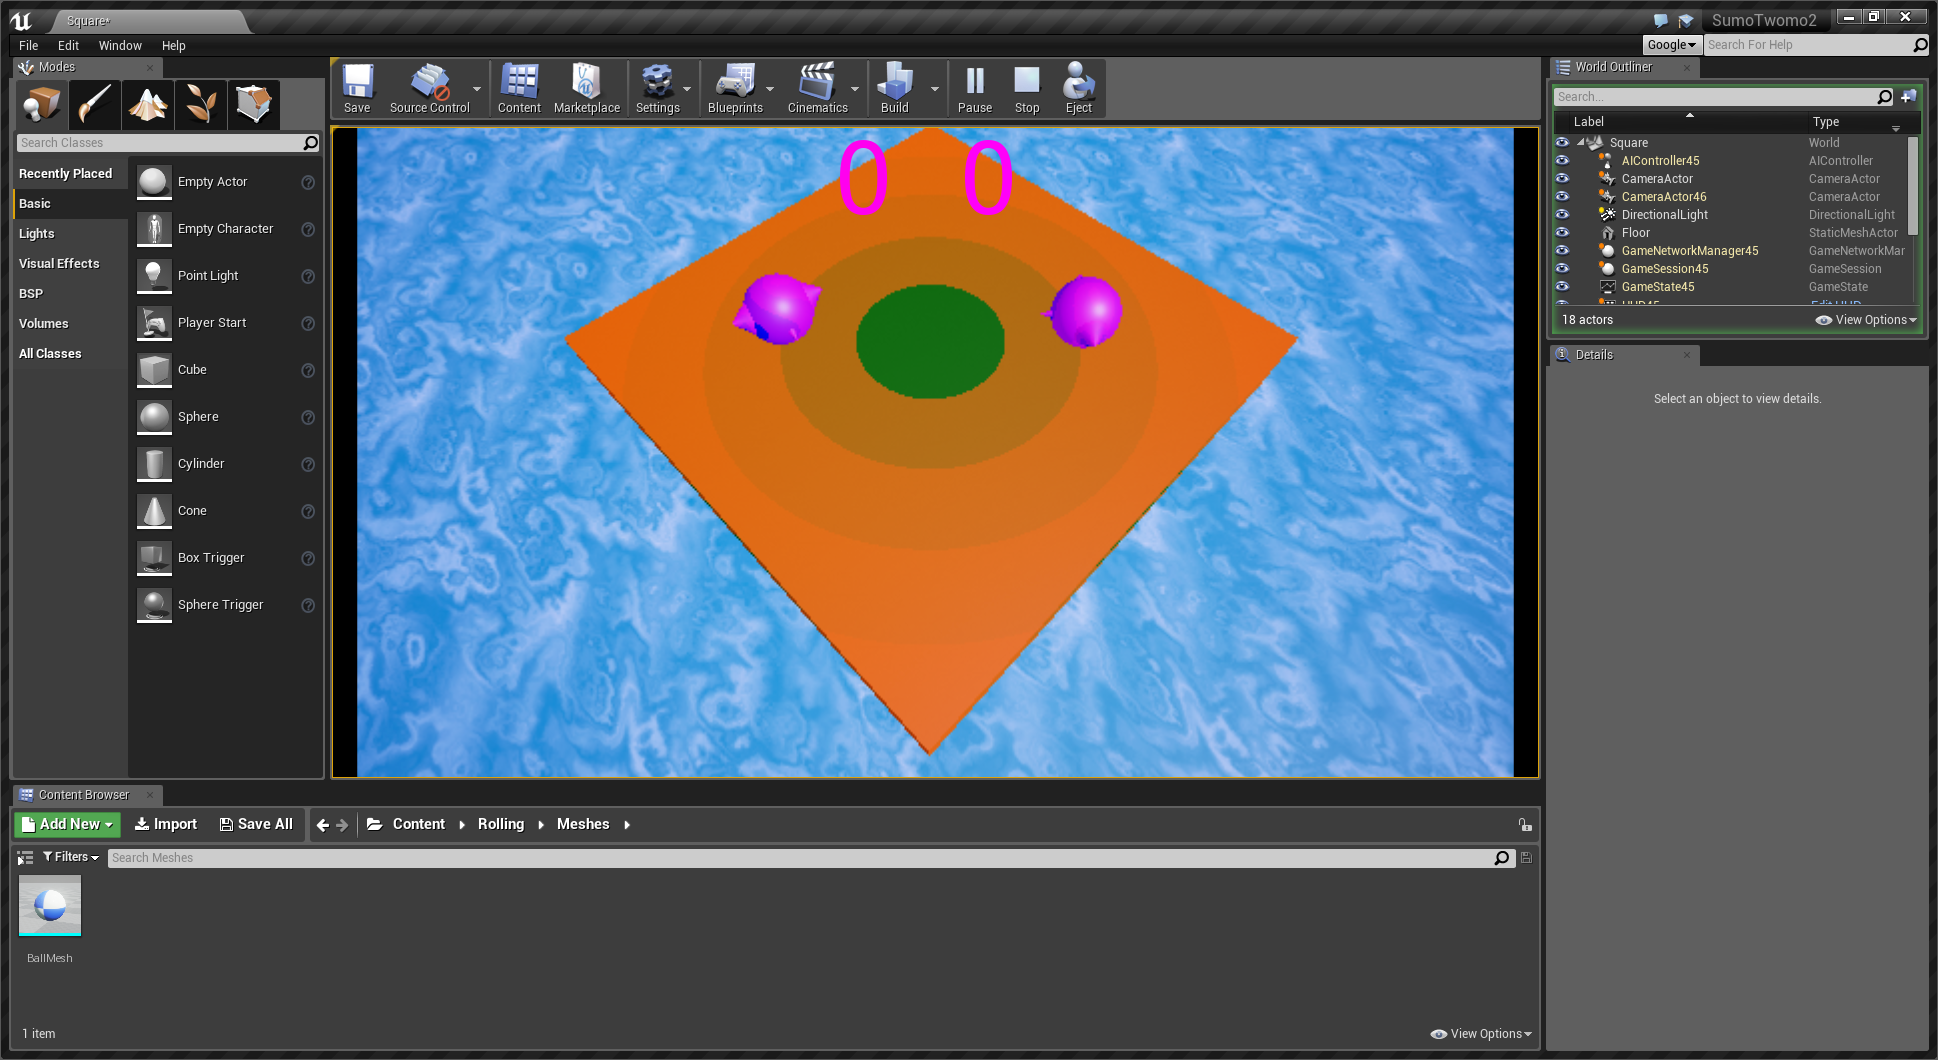 Square*
SumoTwomo2
File Edit Window Help
Google
Search For Help
Modes
Search Classes
Recently Placed
Basic
Lights
Visual Effects
BSP
Volumes
All Classes
Empty Actor
Empty Character
Point Light
Player Start
Cube
Sphere
Cylinder
Cone
Box Trigger
Sphere Trigger
Save
Source Control
Content
Marketplace
Settings
Blueprints
Cinematics
Build
Pause
Stop
Eject
0 0
World Outliner
Search...
Label Type
Square World
AIController45 AIController
CameraActor CameraActor
CameraActor46 CameraActor
DirectionalLight DirectionalLight
Floor StaticMeshActor
GameNetworkManager45 GameNetworkMar
GameSession45 GameSession
GameState45 GameState
HUD45 Edit HUD
18 actors
View Options
Details
Select an object to view details.
Content Browser
Add New
Import
Save All
Content
Rolling
Meshes
Filters
Search Meshes
BallMesh
1 item
View Options